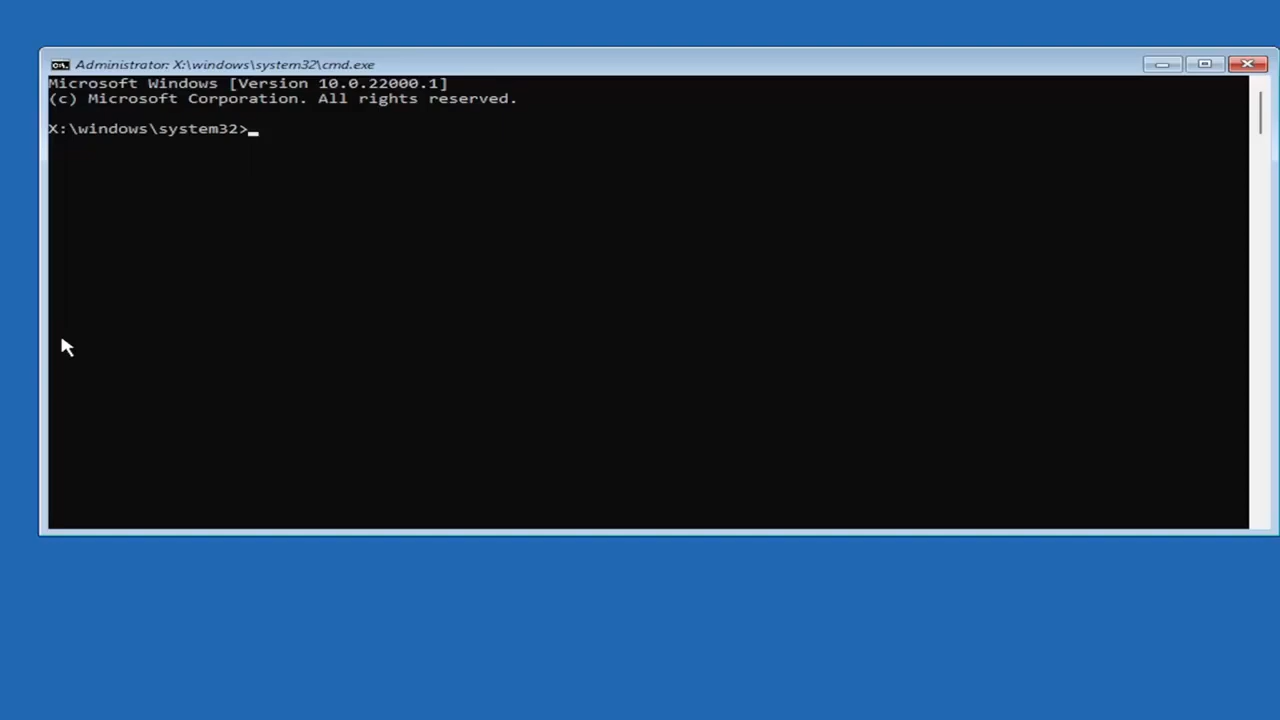 Administrator: X:\windows\system32\cmd.exe
Microsoft Windows [Version 10.0.22000.1]
(c) Microsoft Corporation. All rights reserved.
X:\windows\system32>